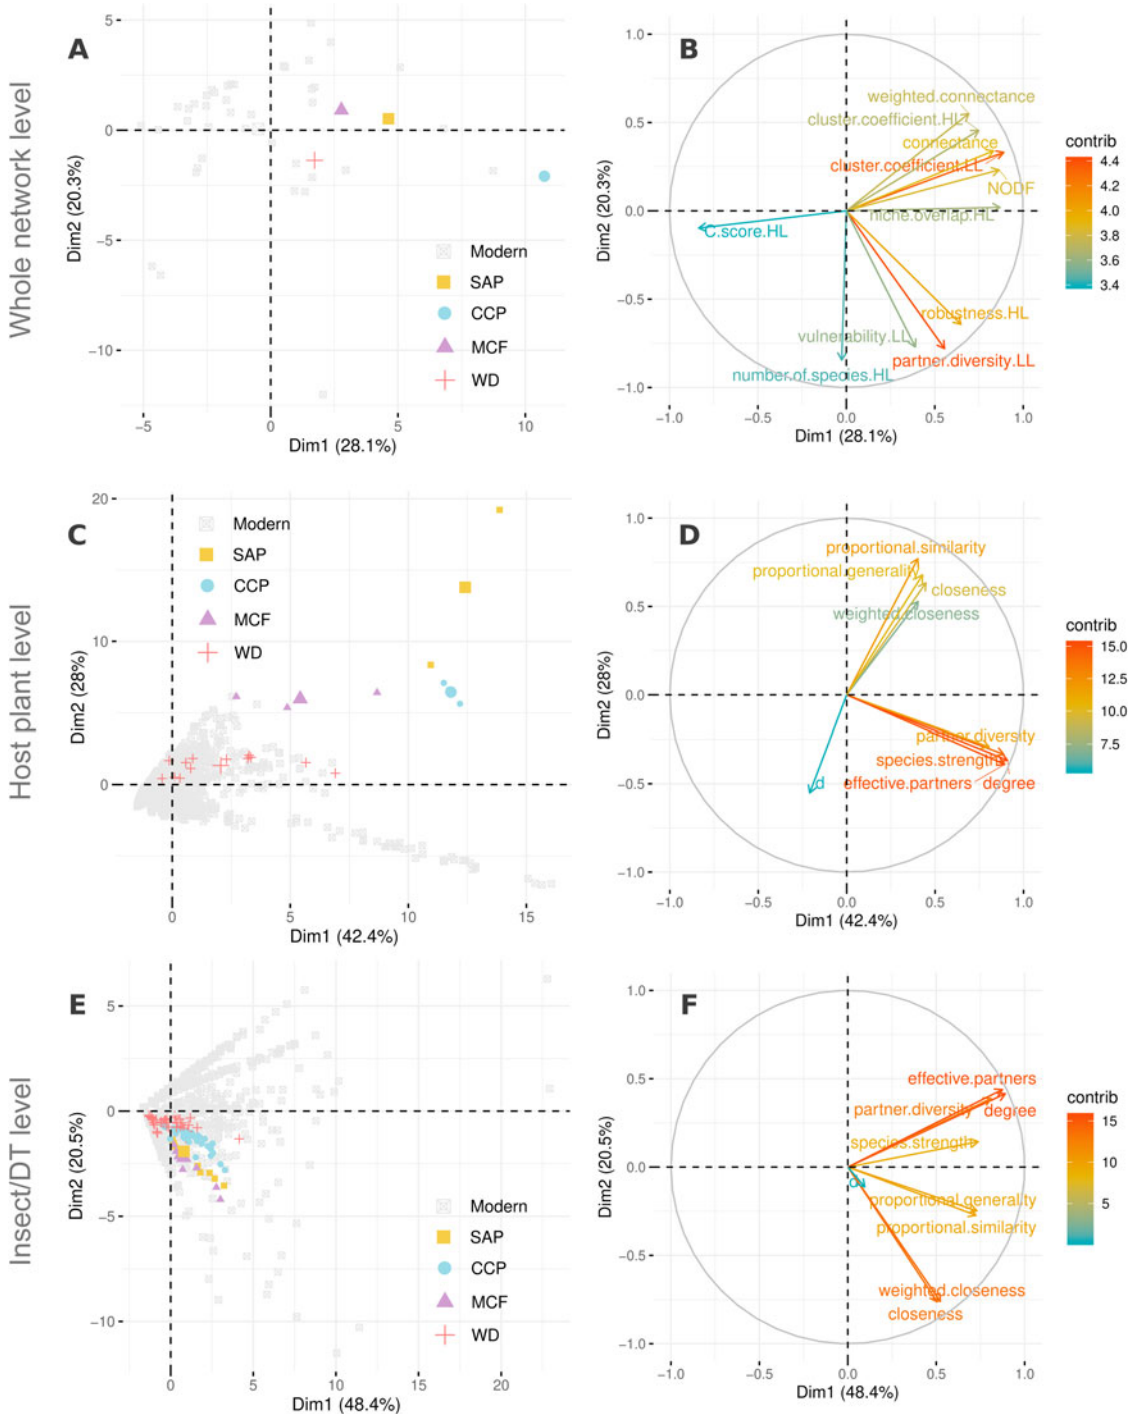 Whole network level
A
5
0
−5
−10
Dim2 (20.3%)
−5
0
5
10
Dim1 (28.1%)
Modern
SAP
CCP
MCF
WD
B
1.0
0.5
0.0
−0.5
−1.0
Dim2 (20.3%)
−1.0
−0.5
0.0
0.5
1.0
Dim1 (28.1%)
weighted.connectance
cluster.coefficient.HL
connectance
cluster.coefficient.LL
NODF
niche.overlap.HL
C.score.HL
robustness.HL
vulnerability.LL
partner.diversity.LL
number.of.species.HL
contrib
4.4
4.2
4.0
3.8
3.6
3.4
Host plant level
C
20
10
0
Dim2 (28%)
0
5
10
15
Dim1 (42.4%)
Modern
SAP
CCP
MCF
WD
D
1.0
0.5
0.0
−0.5
−1.0
Dim2 (28%)
−1.0
−0.5
0.0
0.5
1.0
Dim1 (42.4%)
proportional.similarity
proportional.generality
closeness
weighted.closeness
partner.diversity
species.strength
effective.partners
degree
d
contrib
15.0
12.5
10.0
7.5
Insect/DT level
E
5
0
−5
−10
Dim2 (20.5%)
0
5
10
15
20
Dim1 (48.4%)
Modern
SAP
CCP
MCF
WD
F
1.0
0.5
0.0
−0.5
−1.0
Dim2 (20.5%)
−1.0
−0.5
0.0
0.5
1.0
Dim1 (48.4%)
effective.partners
partner.diversity
degree
species.strength
d
proportional.generality
proportional.similarity
weighted.closeness
closeness
contrib
15
10
5